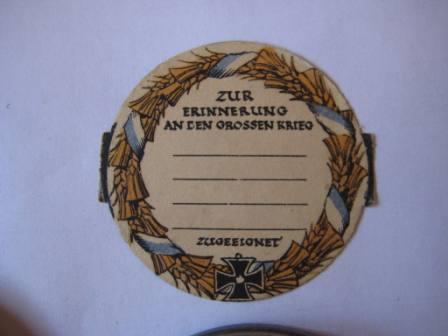 ZUR
ERINNERUNG
AN DEN GROSSEN KRIEG
ZUGEEIGNET